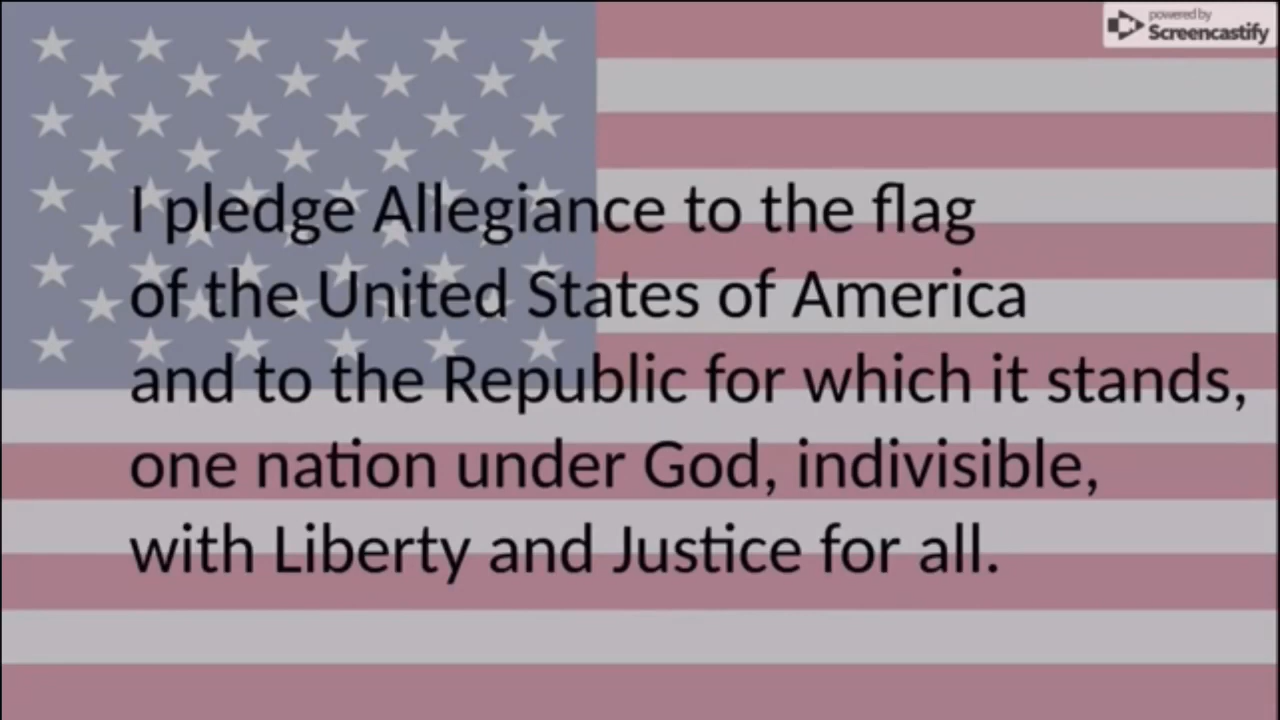 powered by
Screencastify
I pledge Allegiance to the flag
of the United States of America
and to the Republic for which it stands,
one nation under God, indivisible,
with Liberty and Justice for all.